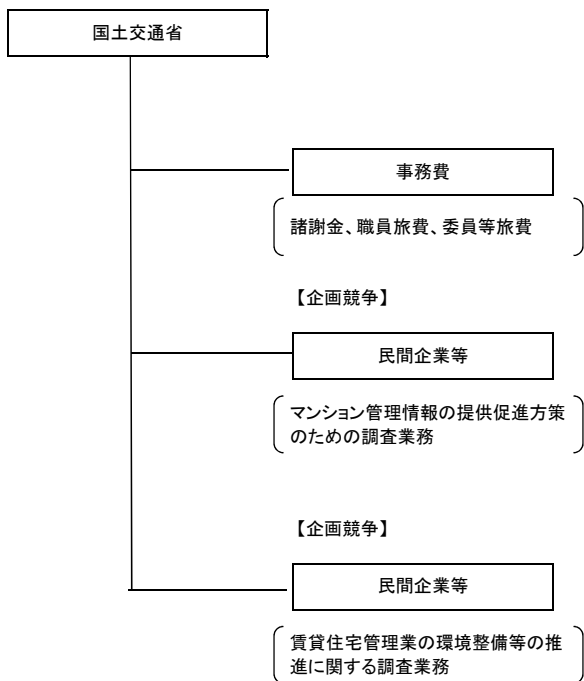 国土交通省
事務費
諸謝金、職員旅費、委員等旅費
【企画競争】
民間企業等
マンション管理情報の提供促進方策
のための調査業務
【企画競争】
民間企業等
賃貸住宅管理業の環境整備等の推
進に関する調査業務